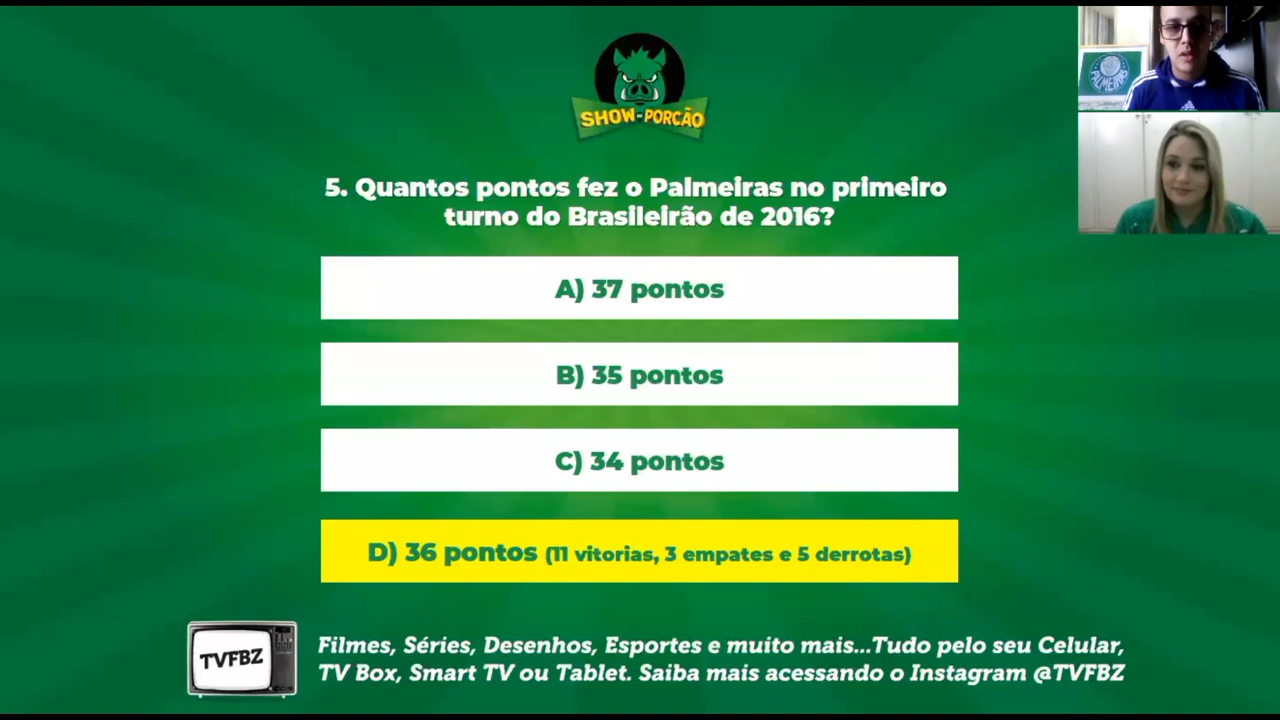 SHOW DO PORCÃO
PALMEIRAS
5. Quantos pontos fez o Palmeiras no primeiro
turno do Brasileirão de 2016?
A) 37 pontos
B) 35 pontos
C) 34 pontos
D) 36 pontos (11 vitorias, 3 empates e 5 derrotas)
TVFBZ
Filmes, Séries, Desenhos, Esportes e muito mais...Tudo pelo seu Celular,
TV Box, Smart TV ou Tablet. Saiba mais acessando o Instagram @TVFBZ